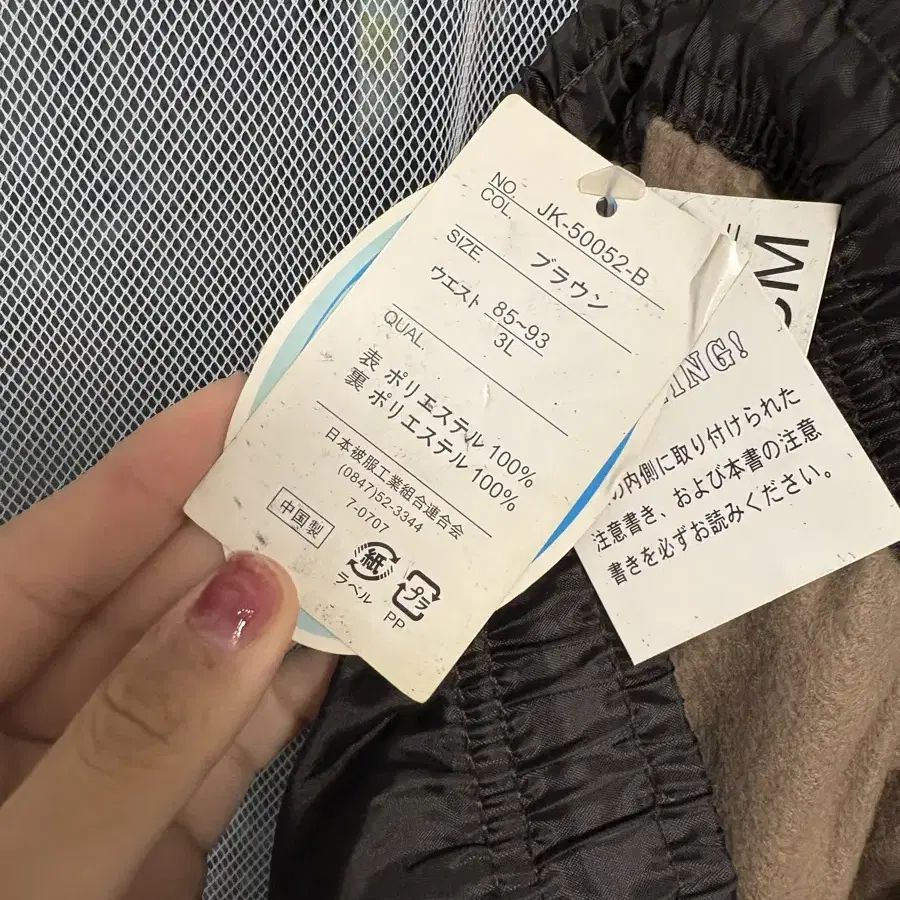 NO. JK-50052-B
COL. ブラウン
SIZE ウエスト 85~93
3L
QUAL
表 ポリエステル 100%
裏 ポリエステル 100%
日本被服工業組合連合会
(0847)52-3344
7-0707
中国製
紙
ラベル
プラ
PP
ING!
の内側に取り付けられた
注意書き、および本書の注意
書きを必ずお読みください。